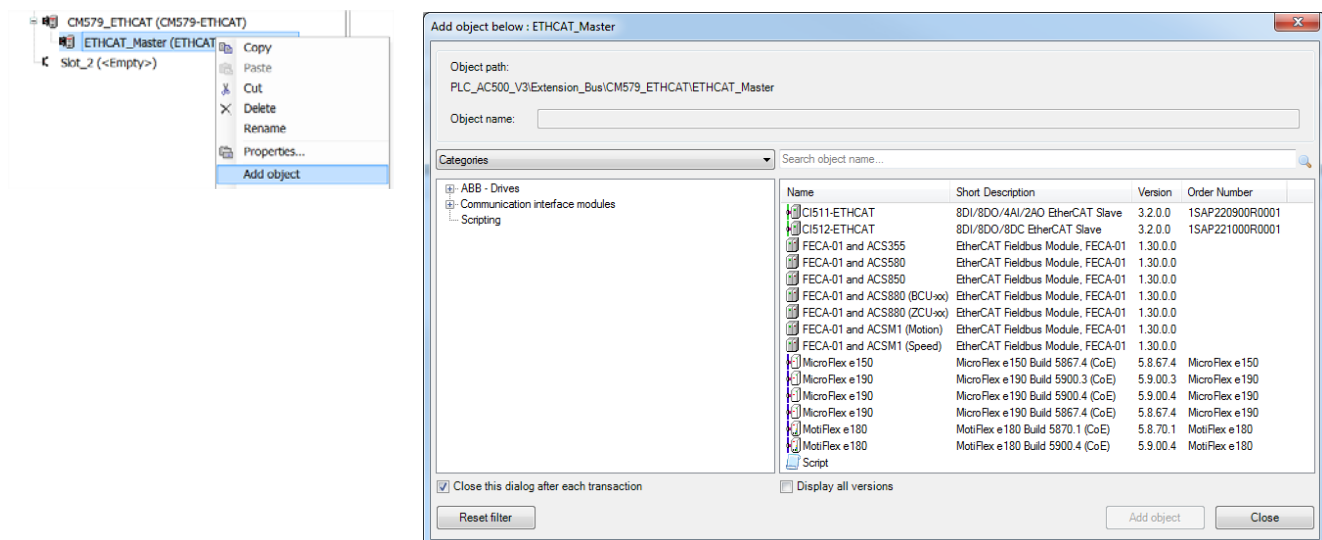 CM579_ETHCAT (CM579-ETHCAT)
ETHCAT_Master (ETHCAT
Slot_2 (<Empty>)
Copy
Paste
Cut
Delete
Rename
Properties...
Add object
Add object below : ETHCAT_Master
Object path:
PLC_AC500_V3\Extension_Bus\CM579_ETHCAT\ETHCAT_Master
Object name:
Categories
Search object name...
ABB - Drives
Communication interface modules
Scripting
Name Short Description Version Order Number
CI511-ETHCAT 8DI/8DO/4AI/2AO EtherCAT Slave 3.2.0.0 1SAP220900R0001
CI512-ETHCAT 8DI/8DO/8DC EtherCAT Slave 3.2.0.0 1SAP221000R0001
FECA-01 and ACS355 EtherCAT Fieldbus Module, FECA-01 1.30.0.0
FECA-01 and ACS580 EtherCAT Fieldbus Module, FECA-01 1.30.0.0
FECA-01 and ACS850 EtherCAT Fieldbus Module, FECA-01 1.30.0.0
FECA-01 and ACS880 (BCU-xx) EtherCAT Fieldbus Module, FECA-01 1.30.0.0
FECA-01 and ACS880 (ZCU-xx) EtherCAT Fieldbus Module, FECA-01 1.30.0.0
FECA-01 and ACSM1 (Motion) EtherCAT Fieldbus Module, FECA-01 1.30.0.0
FECA-01 and ACSM1 (Speed) EtherCAT Fieldbus Module, FECA-01 1.30.0.0
MicroFlex e150 MicroFlex e150 Build 5867.4 (CoE) 5.8.67.4 MicroFlex e150
MicroFlex e190 MicroFlex e190 Build 5900.3 (CoE) 5.9.00.3 MicroFlex e190
MicroFlex e190 MicroFlex e190 Build 5900.4 (CoE) 5.9.00.4 MicroFlex e190
MicroFlex e190 MicroFlex e190 Build 5867.4 (CoE) 5.8.67.4 MicroFlex e190
MotiFlex e180 MotiFlex e180 Build 5870.1 (CoE) 5.8.70.1 MotiFlex e180
MotiFlex e180 MotiFlex e180 Build 5900.4 (CoE) 5.9.00.4 MotiFlex e180
Script
Close this dialog after each transaction
Display all versions
Reset filter
Add object
Close